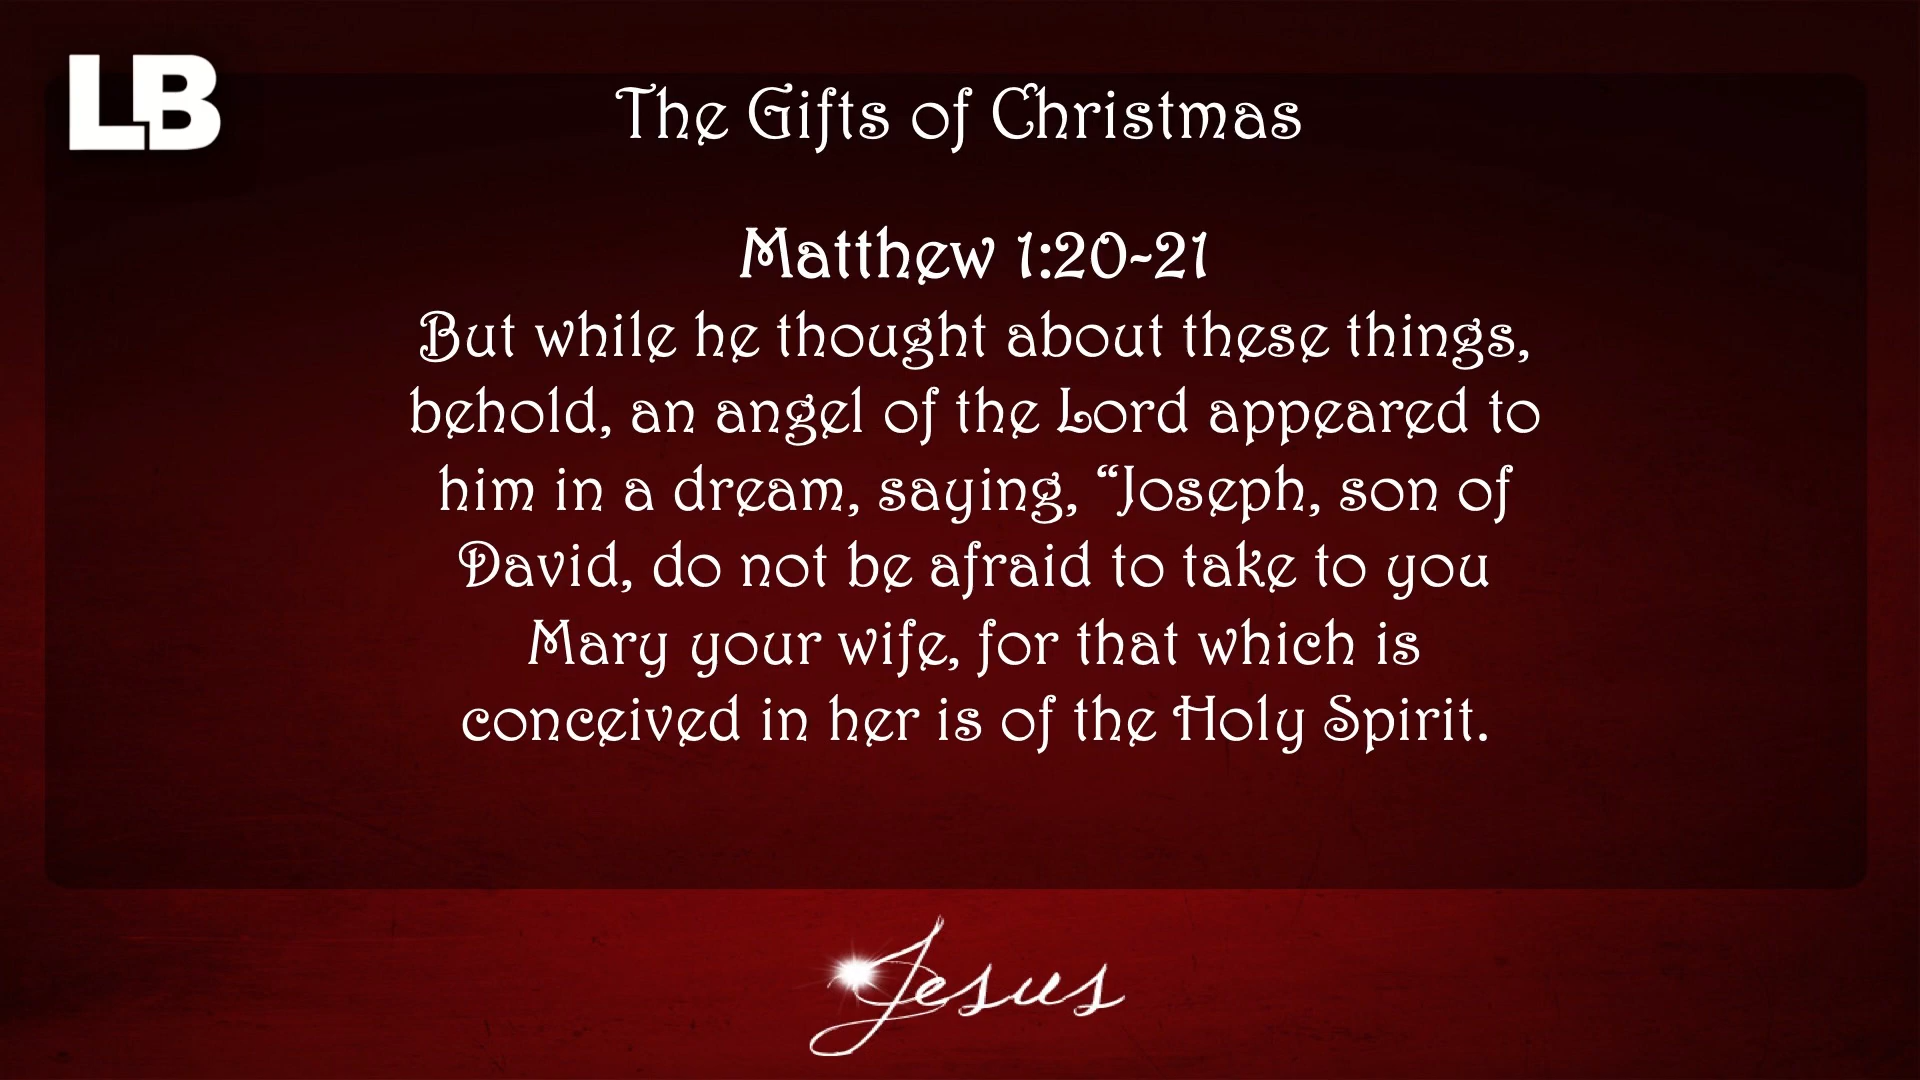 LB
The Gifts of Christmas
Matthew 1:20-21
But while he thought about these things,
behold, an angel of the Lord appeared to
him in a dream, saying, “Joseph, son of
David, do not be afraid to take to you
Mary your wife, for that which is
conceived in her is of the Holy Spirit.
Jesus